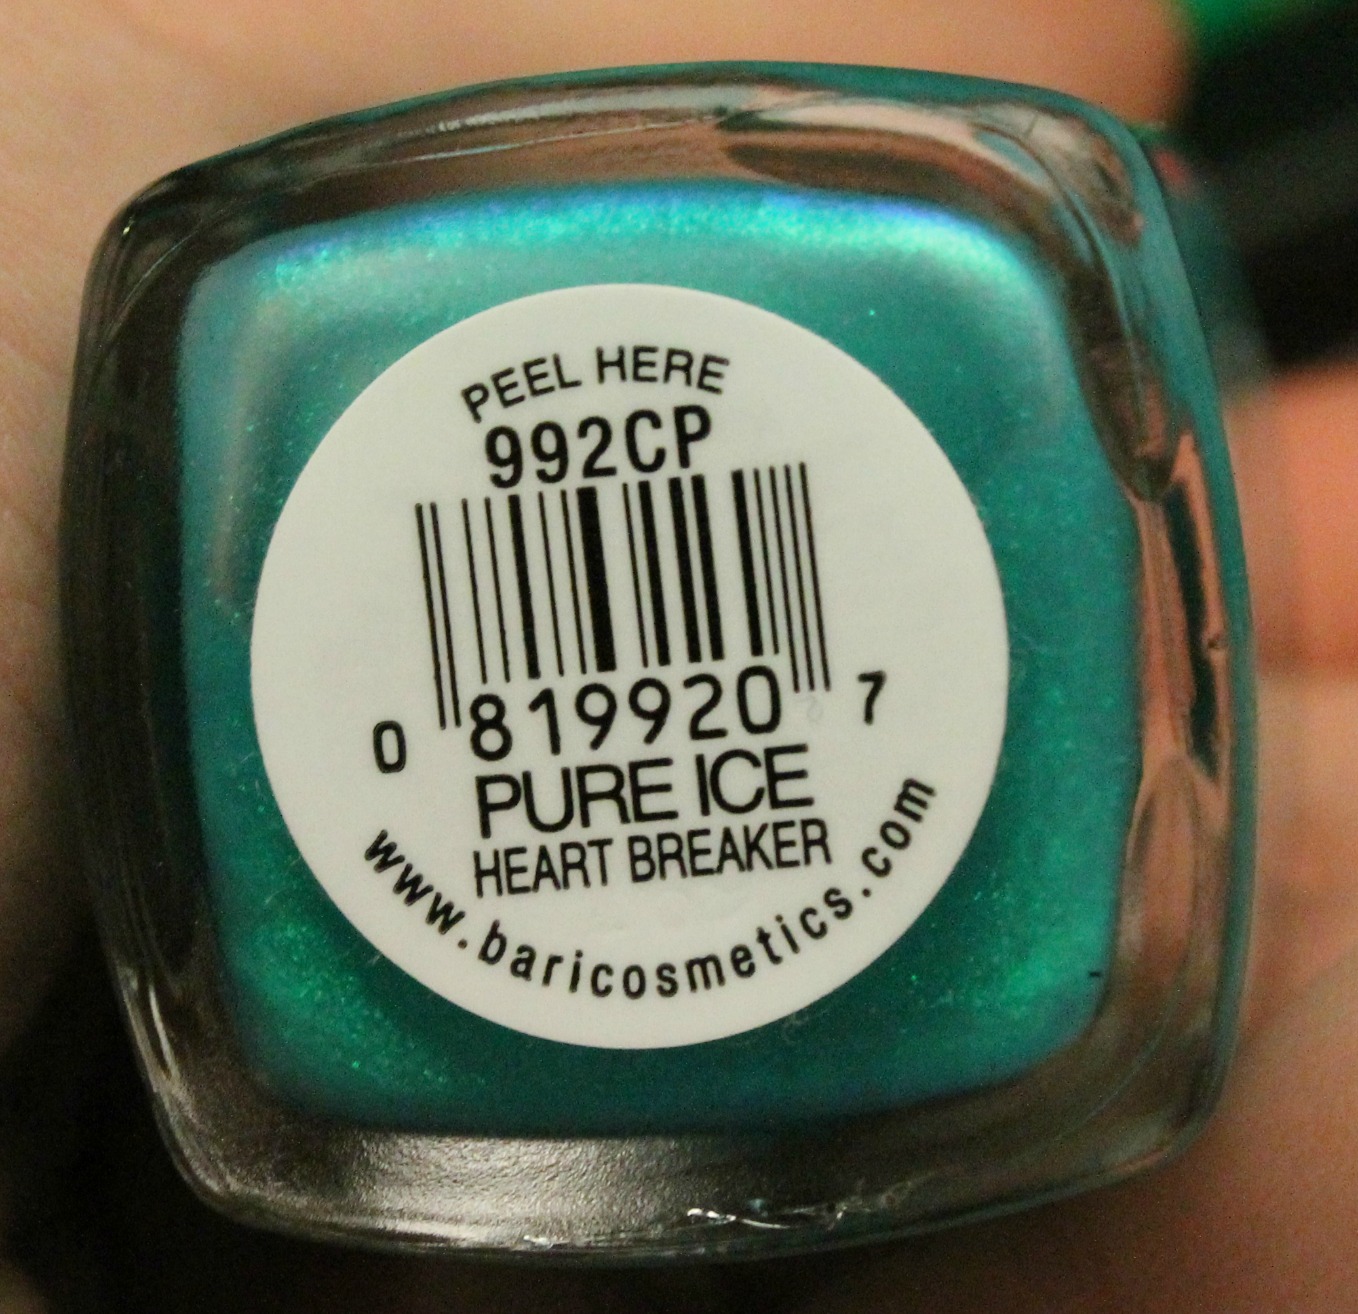 PEEL HERE
992CP
0 819920 7
PURE ICE
HEART BREAKER
www.baricosmetics.com